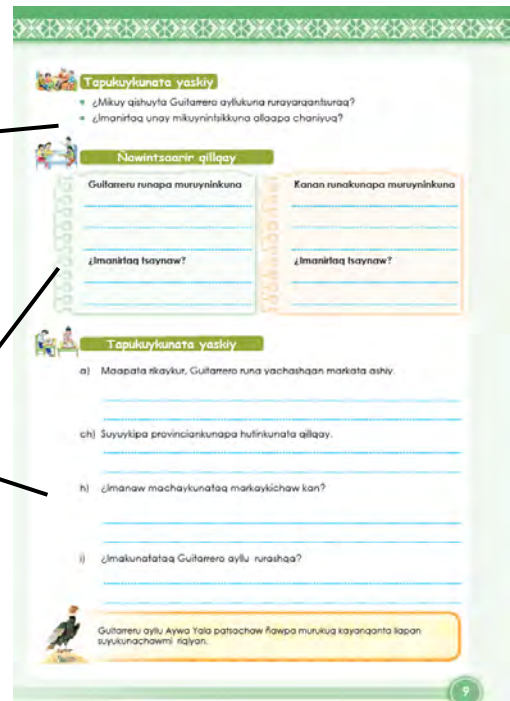 Tapukuykunata yaskiy
• ¿Mikuy qishuyta Guitarrero ayllukuna rurayarqantsuraq?
• ¿Imanirtaq unay mikuynintsikkuna allaapa chaniyuq?
Ñawintsaarir qillqay
Guitarreru runapa muruyninkuna
¿Imanirtaq tsaynaw?
Kanan runakunapa muruyninkuna
¿Imanirtaq tsaynaw?
Tapukuykunata yaskiy
a) Maapata rikaykur, Guitarrero runa yachashqan markata ashiy.
ch) Suyuykipa provinciankunapa hutinkunata qillqay.
h) ¿Imanaw machaykunataq markaykichaw kan?
i) ¿Imakunatataq Guitarrero ayllu rurashqa?
Guitarreru ayllu Aywa Yala patsachaw ñawpa murukuq kayanqanta llapan
suyukunachawmi riqiyan.
9